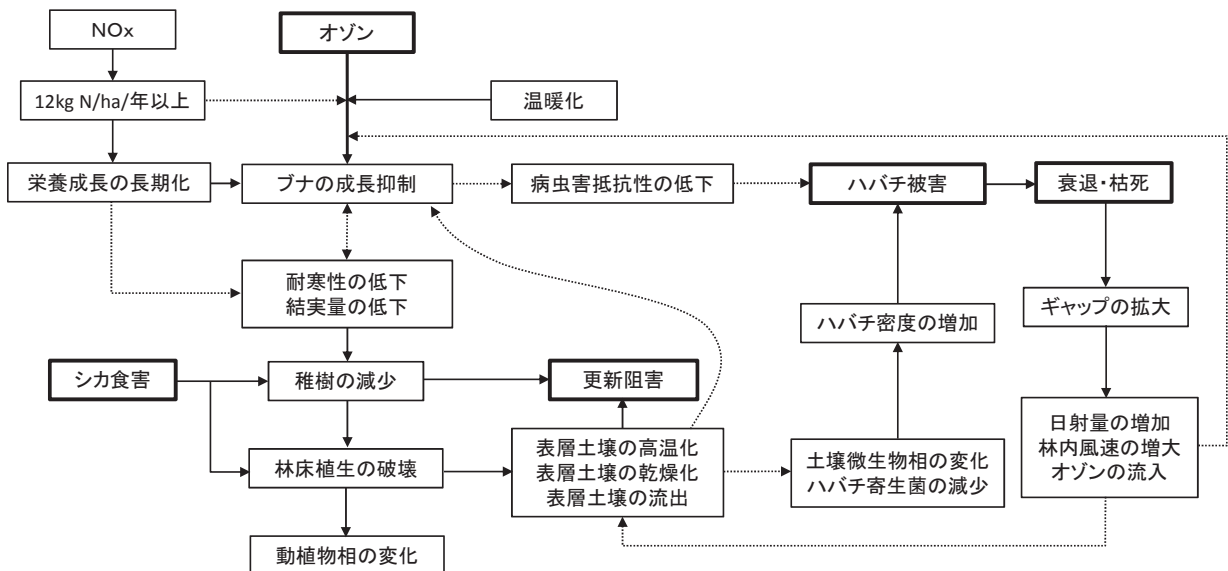 NOx
オゾン
12kg N/ha/年以上
温暖化
栄養成長の長期化
ブナの成長抑制
病虫害抵抗性の低下
ハバチ被害
衰退・枯死
耐寒性の低下
結実量の低下
ハバチ密度の増加
ギャップの拡大
シカ食害
稚樹の減少
更新阻害
林床植生の破壊
表層土壌の高温化
表層土壌の乾燥化
表層土壌の流出
土壌微生物相の変化
ハバチ寄生菌の減少
日射量の増加
林内風速の増大
オゾンの流入
動植物相の変化